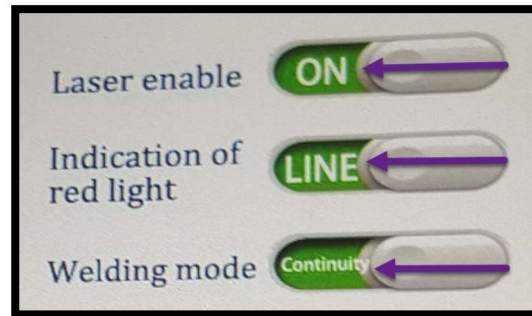 Laser enable ON
Indication of
red light LINE
Welding mode Continuity